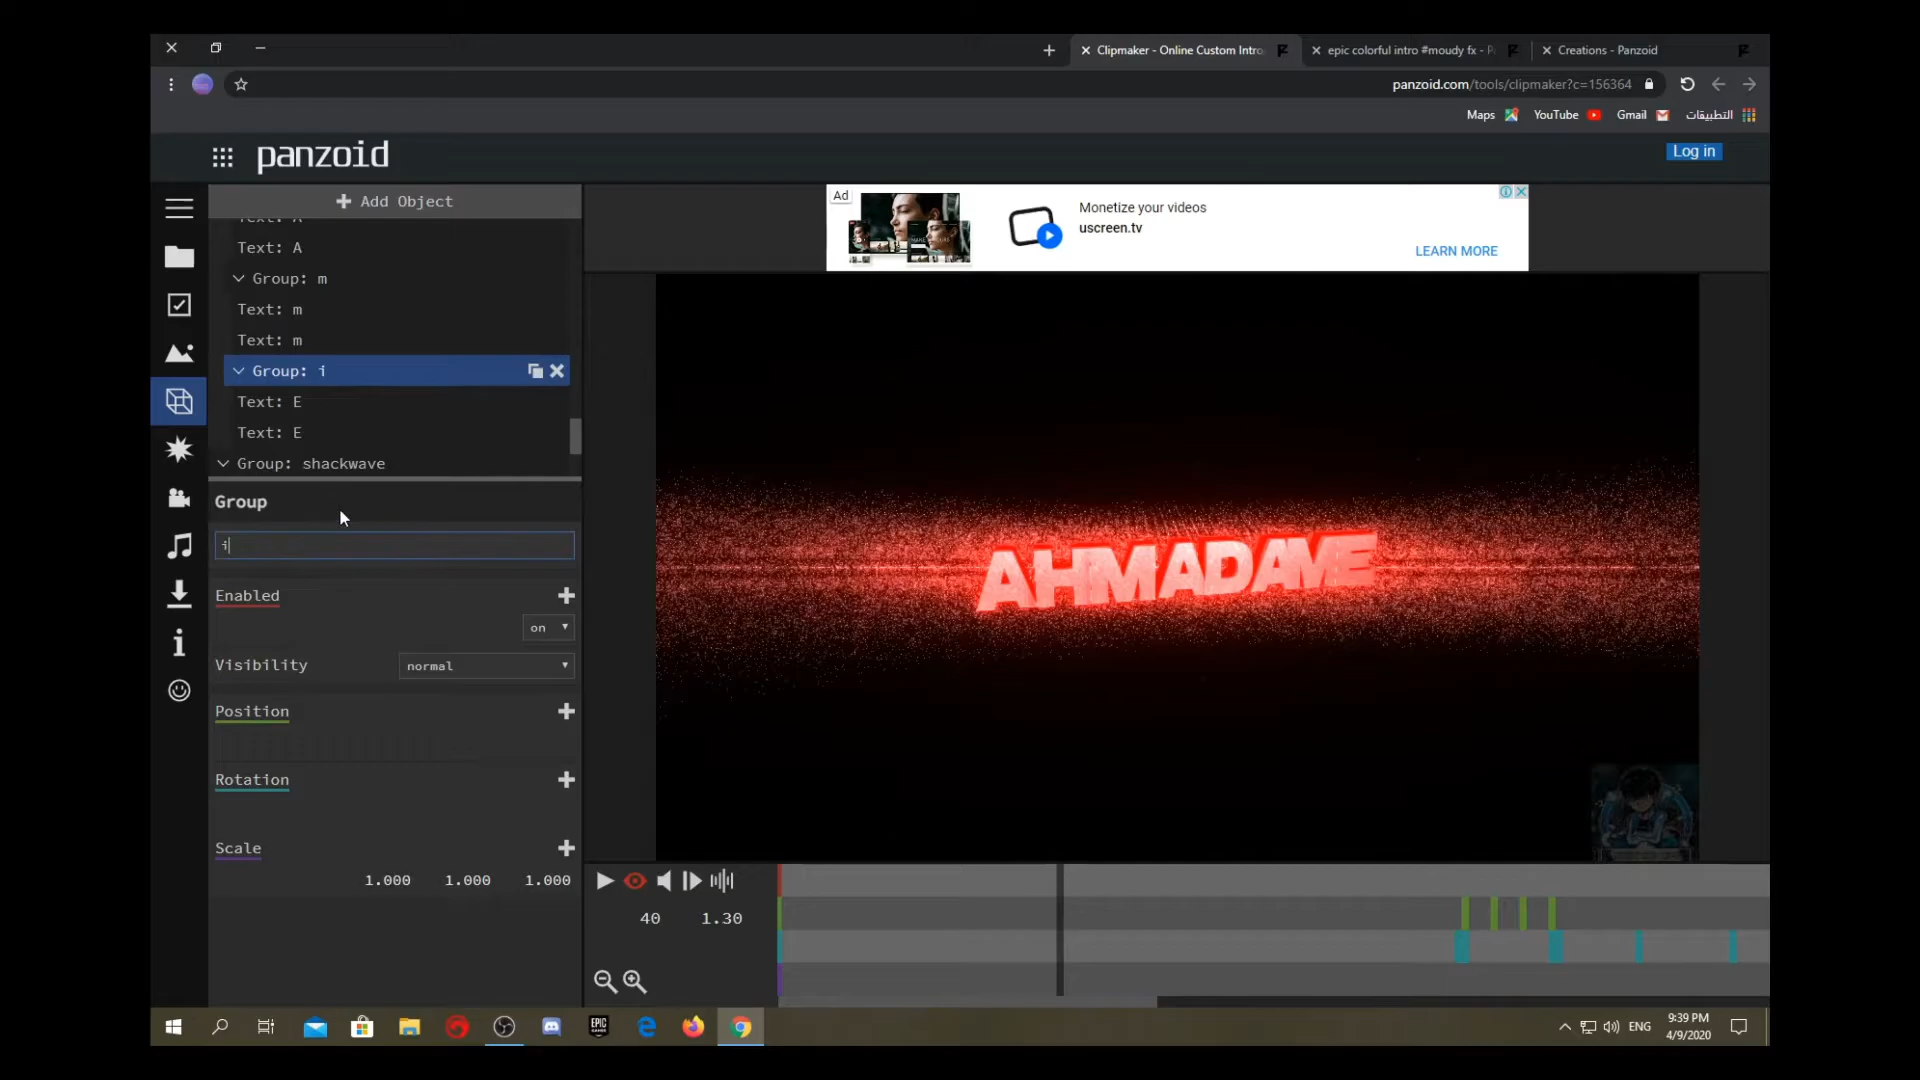 Clipmaker - Online Custom Intro
epic colorful intro #moudy fx - P
Creations - Panzoid
panzoid.com/tools/clipmaker?c=156364
Maps
YouTube
Gmail
التطبيقات
panzoid
Log in
Add Object
Text: A
Text: A
Group: m
Text: m
Text: m
Group: i
Text: E
Text: E
Group: shackwave
Group
i
Enabled
on
Visibility
normal
Position
Rotation
Scale
1.000 1.000 1.000
Ad
Monetize your videos
uscreen.tv
LEARN MORE
AHMADAME
40
1.30
EPIC
GAMES
ENG
9:39 PM
4/9/2020